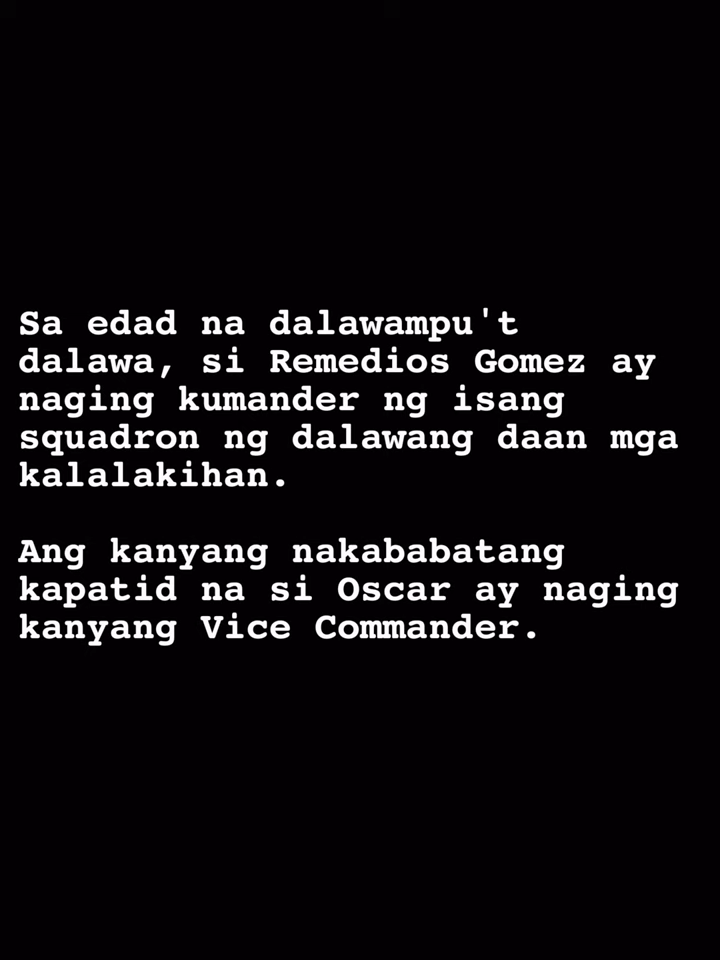 Sa edad na dalawampu't
dalawa, si Remedios Gomez ay
naging kumander ng isang
squadron ng dalawang daan mga
kalalakihan.
Ang kanyang nakababatang
kapatid na si Oscar ay naging
kanyang Vice Commander.